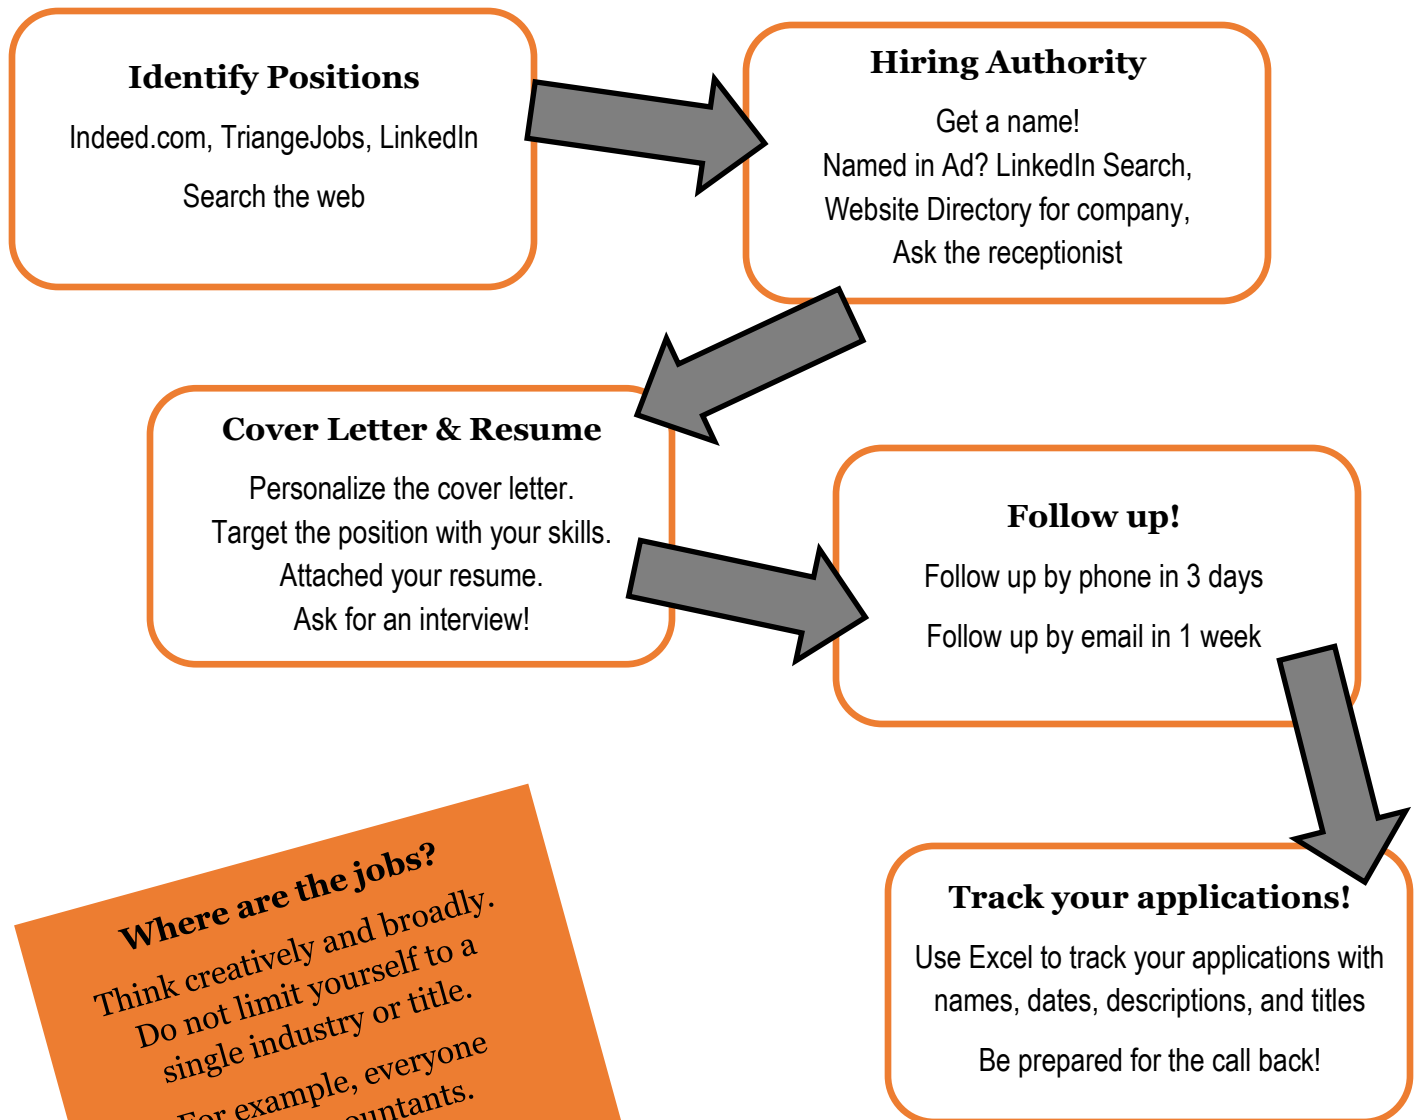 Identify Positions
Indeed.com, TriangeJobs, LinkedIn
Search the web
Hiring Authority
Get a name!
Named in Ad? LinkedIn Search,
Website Directory for company,
Ask the receptionist
Cover Letter & Resume
Personalize the cover letter.
Target the position with your skills.
Attached your resume.
Ask for an interview!
Follow up!
Follow up by phone in 3 days
Follow up by email in 1 week
Track your applications!
Use Excel to track your applications with
names, dates, descriptions, and titles
Be prepared for the call back!
Where are the jobs?
Think creatively and broadly.
Do not limit yourself to a
single industry or title.
For example, everyone